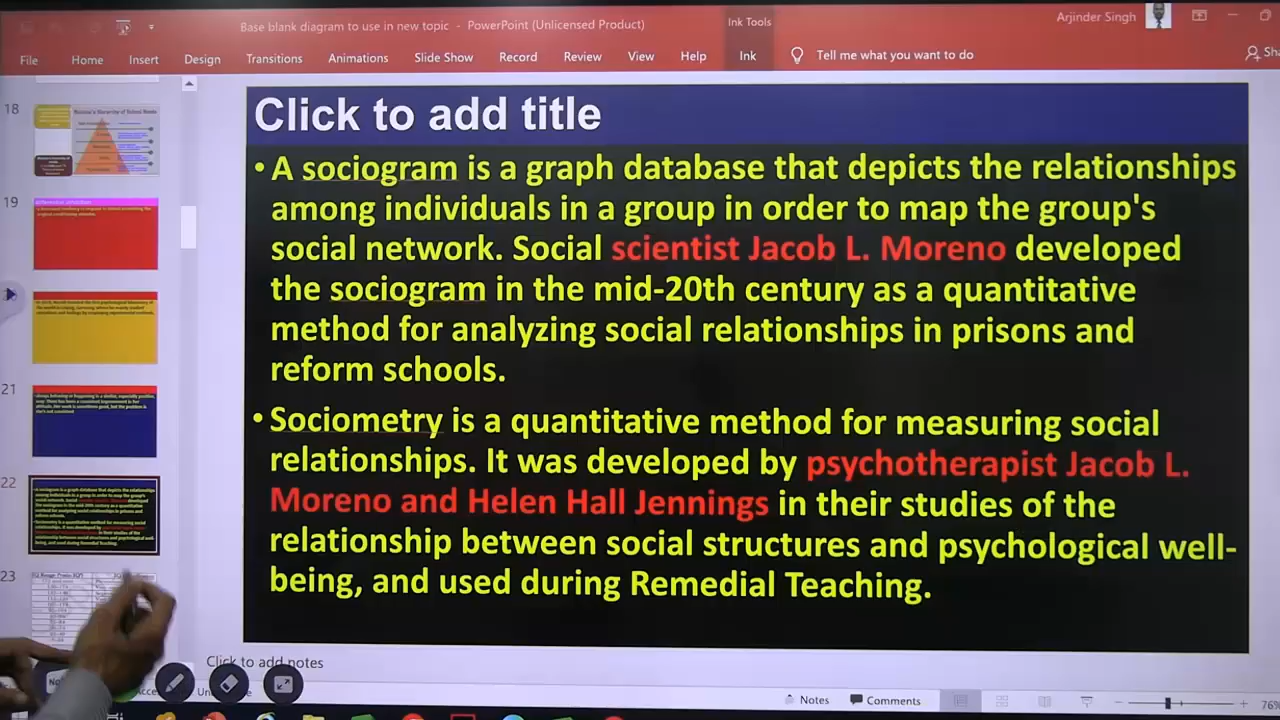 Base blank diagram to use in new topic - PowerPoint (Unlicensed Product)
Ink Tools
Arjinder Singh
File Home Insert Design Transitions Animations Slide Show Record Review View Help Ink Tell me what you want to do
18
19
21
22
23
Click to add title
• A sociogram is a graph database that depicts the relationships
among individuals in a group in order to map the group's
social network. Social scientist Jacob L. Moreno developed
the sociogram in the mid-20th century as a quantitative
method for analyzing social relationships in prisons and
reform schools.
• Sociometry is a quantitative method for measuring social
relationships. It was developed by psychotherapist Jacob L.
Moreno and Helen Hall Jennings in their studies of the
relationship between social structures and psychological well-
being, and used during Remedial Teaching.
Click to add notes
Notes Comments 76%